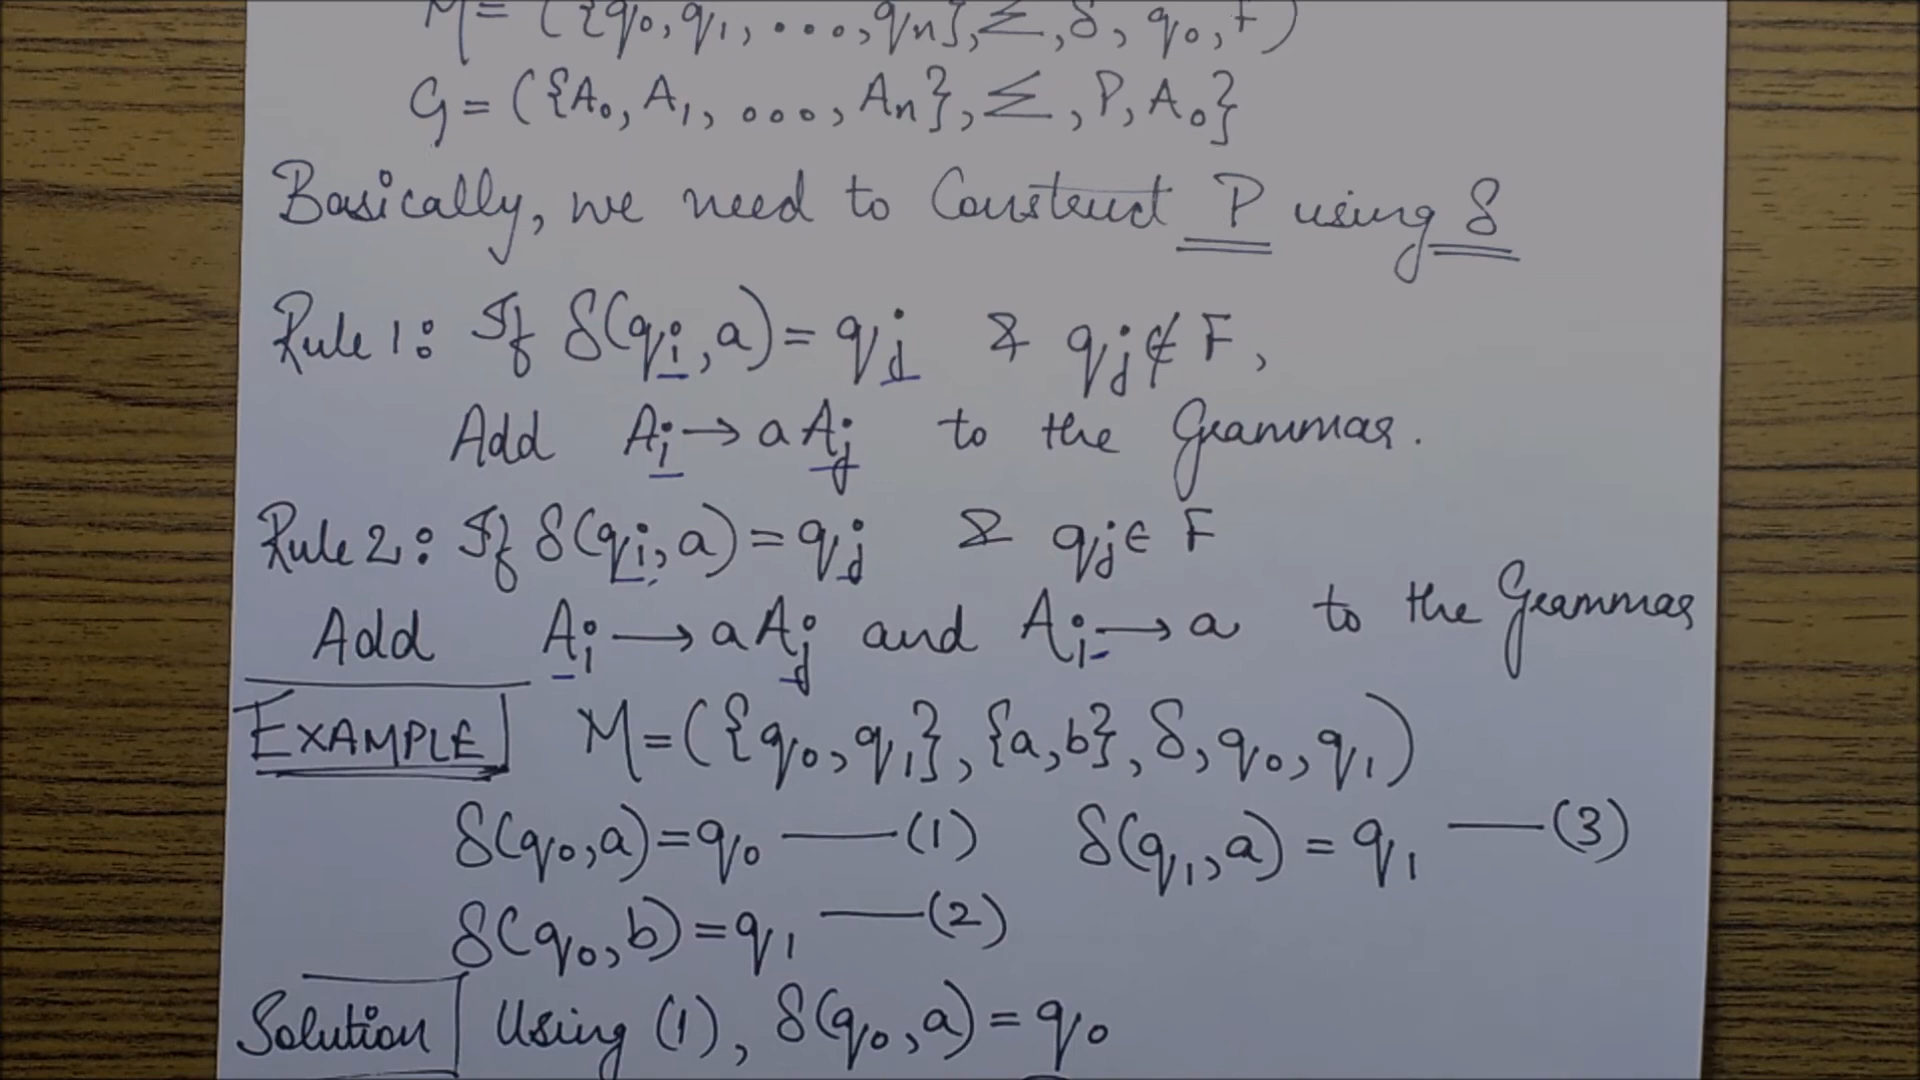 M = ({q₀, q₁, ..., qn}, Σ, δ, q₀, F)
G = ({A₀, A₁, ..., An}, Σ, P, A₀}
Basically, we need to Construct P using δ
Rule 1: If δ(qi, a) = qj & qj ∉ F,
Add Ai → a Aj to the Grammar.
Rule 2: If δ(qi, a) = qj & qj ∈ F
Add Ai → a Aj and Ai → a to the Grammar
EXAMPLE M = ({q₀, q₁}, {a, b}, δ, q₀, q₁)
δ(q₀, a) = q₀ —(1) δ(q₁, a) = q₁ —(3)
δ(q₀, b) = q₁ —(2)
Solution Using (1), δ(q₀, a) = q₀